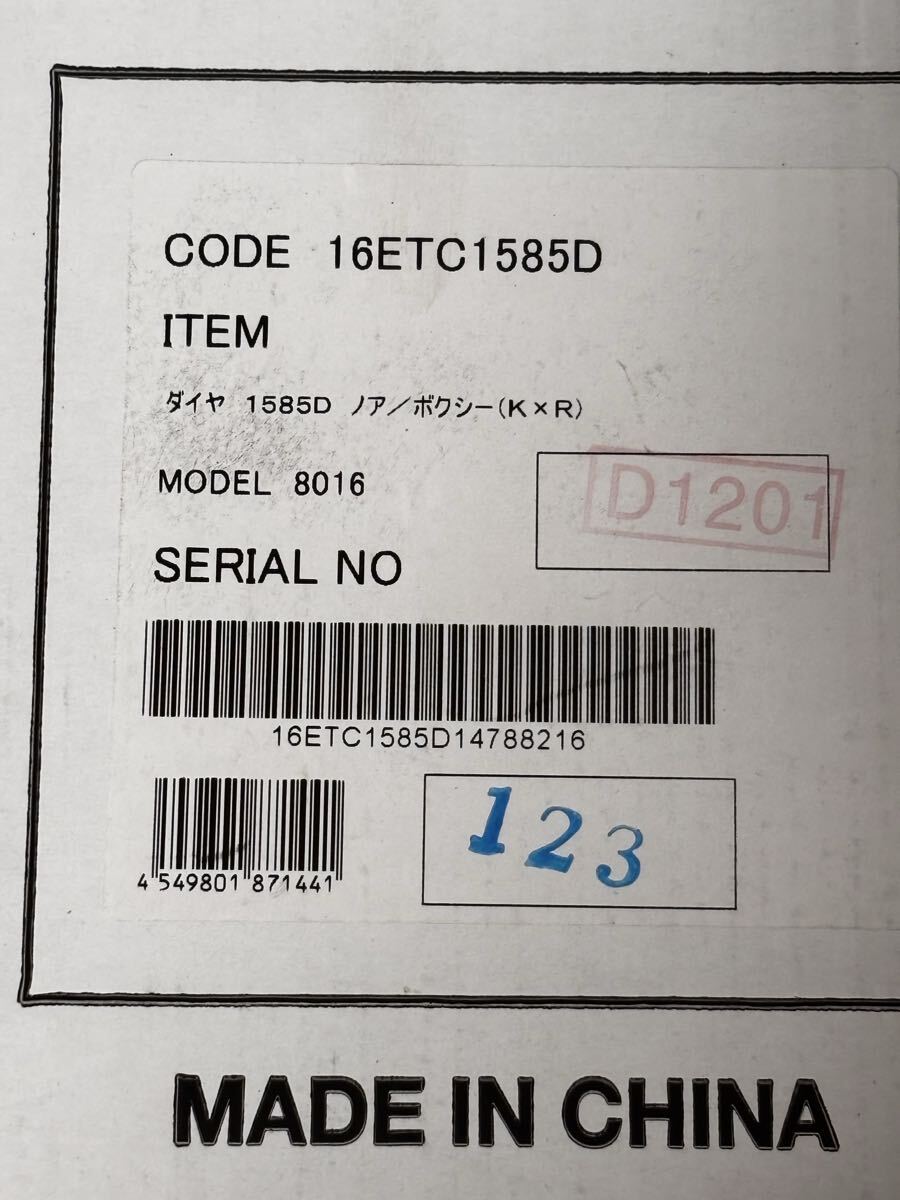 CODE 16ETC1585D
ITEM
ダイヤ 1585D ノア／ボクシー(K×R)
MODEL 8016
D1201
SERIAL NO
16ETC1585D14788216
4 549801 871441
123
MADE IN CHINA